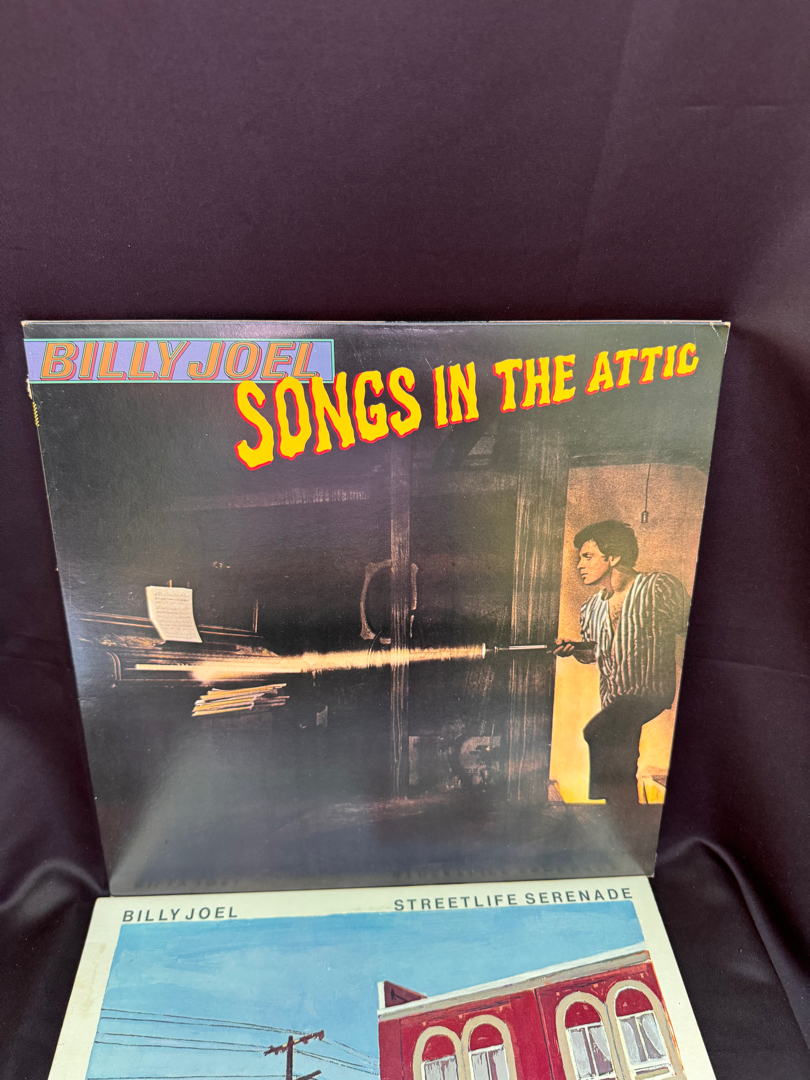 BILLY JOEL
SONGS IN THE ATTIC
BILLY JOEL
STREETLIFE SERENADE